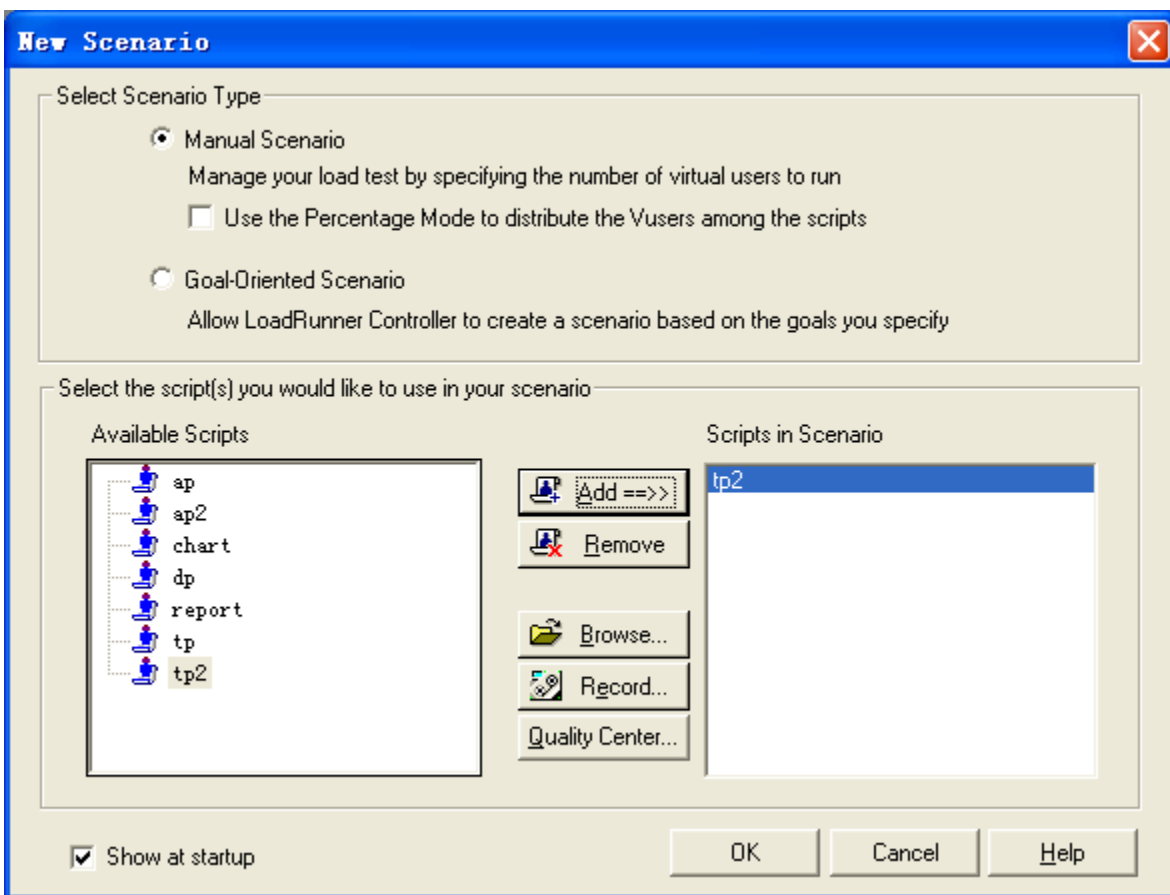 New Scenario
Select Scenario Type
Manual Scenario
Manage your load test by specifying the number of virtual users to run
Use the Percentage Mode to distribute the Vusers among the scripts
Goal-Oriented Scenario
Allow LoadRunner Controller to create a scenario based on the goals you specify
Select the script(s) you would like to use in your scenario
Available Scripts
Scripts in Scenario
ap
ap2
chart
dp
report
tp
tp2
Add ==>>
Remove
Browse...
Record...
Quality Center...
tp2
Show at startup
OK
Cancel
Help